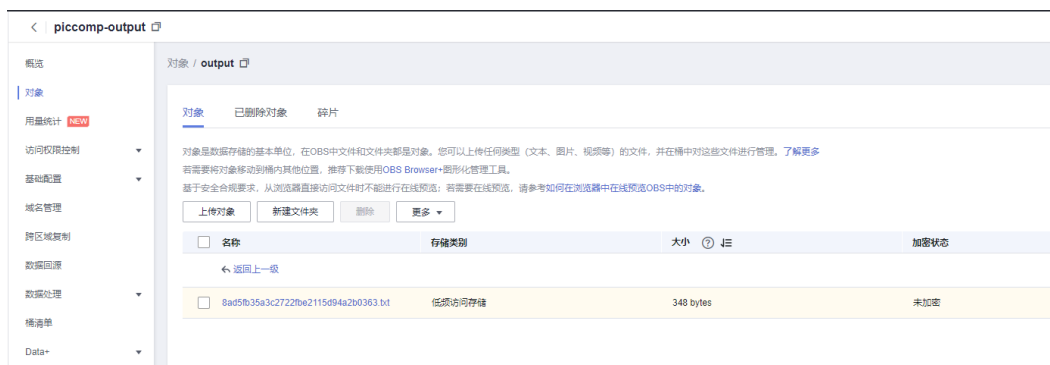 piccomp-output
概览
对象
用量统计 NEW
访问权限控制
基础配置
域名管理
跨区域复制
数据回源
数据处理
桶清单
Data+
对象 / output
对象 已删除对象 碎片
对象是数据存储的基本单位，在OBS中文件和文件夹都是对象。您可以上传任何类型（文本、图片、视频等）的文件，并在桶中对这些文件进行管理。了解更多
若需要将对象移动到桶内其他位置，推荐下载使用OBS Browser+图形化管理工具。
基于安全合规要求，从浏览器直接访问文件时不能进行在线预览；若需要在线预览，请参考如何在浏览器中在线预览OBS中的对象。
上传对象 新建文件夹 删除 更多
名称 存储类别 大小 加密状态
返回上一级
8ad5fb35a3c2722fbe2115d94a2b0363.txt 低频访问存储 348 bytes 未加密